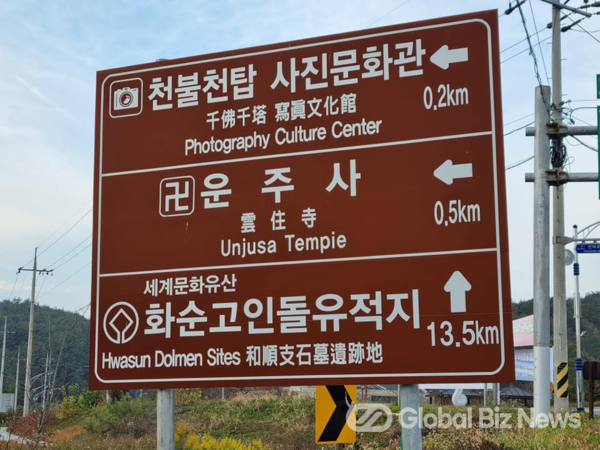 천불천탑 사진문화관
千佛千塔 寫眞文化館
Photography Culture Center
0.2km
卍 운주사
雲住寺
Unjusa Tempie
0.5km
세계문화유산
화순고인돌유적지
Hwasun Dolmen Sites 和順支石墓遺跡地
13.5km
Global Biz News